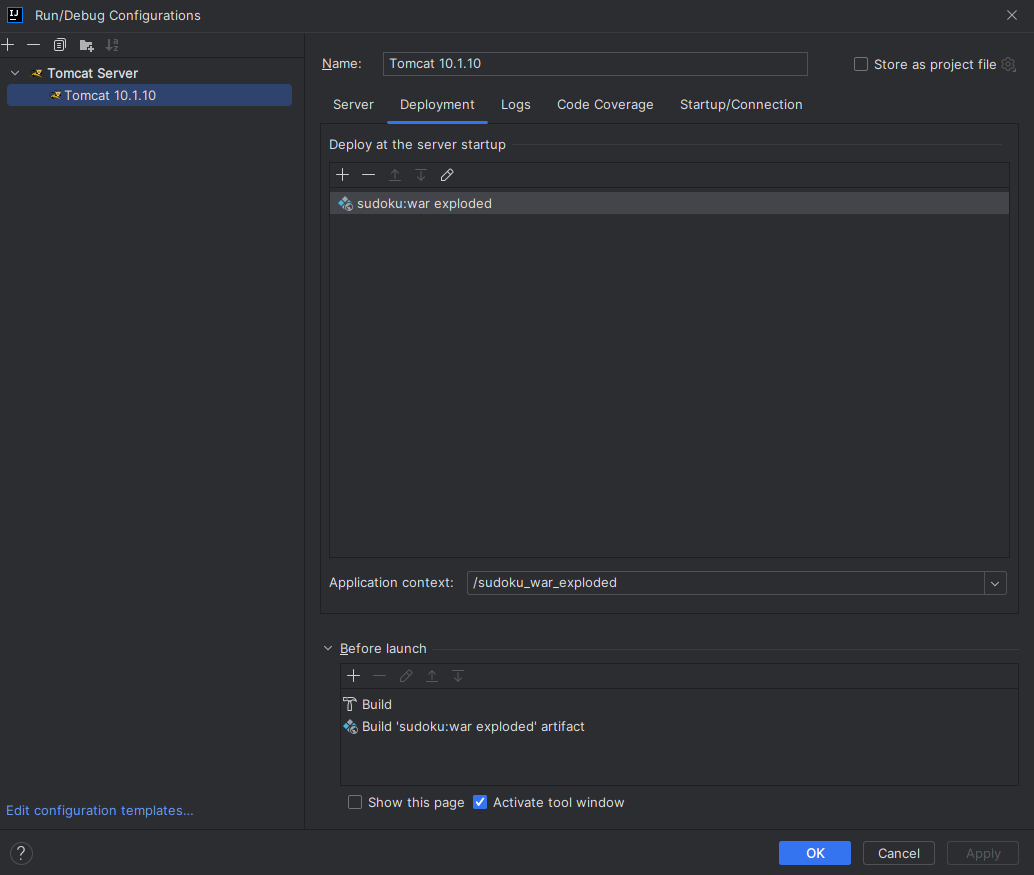 Run/Debug Configurations
Tomcat Server
Tomcat 10.1.10
Edit configuration templates...
Name: Tomcat 10.1.10
Store as project file
Server Deployment Logs Code Coverage Startup/Connection
Deploy at the server startup
sudoku:war exploded
Application context: /sudoku_war_exploded
Before launch
Build
Build 'sudoku:war exploded' artifact
Show this page Activate tool window
? OK Cancel Apply